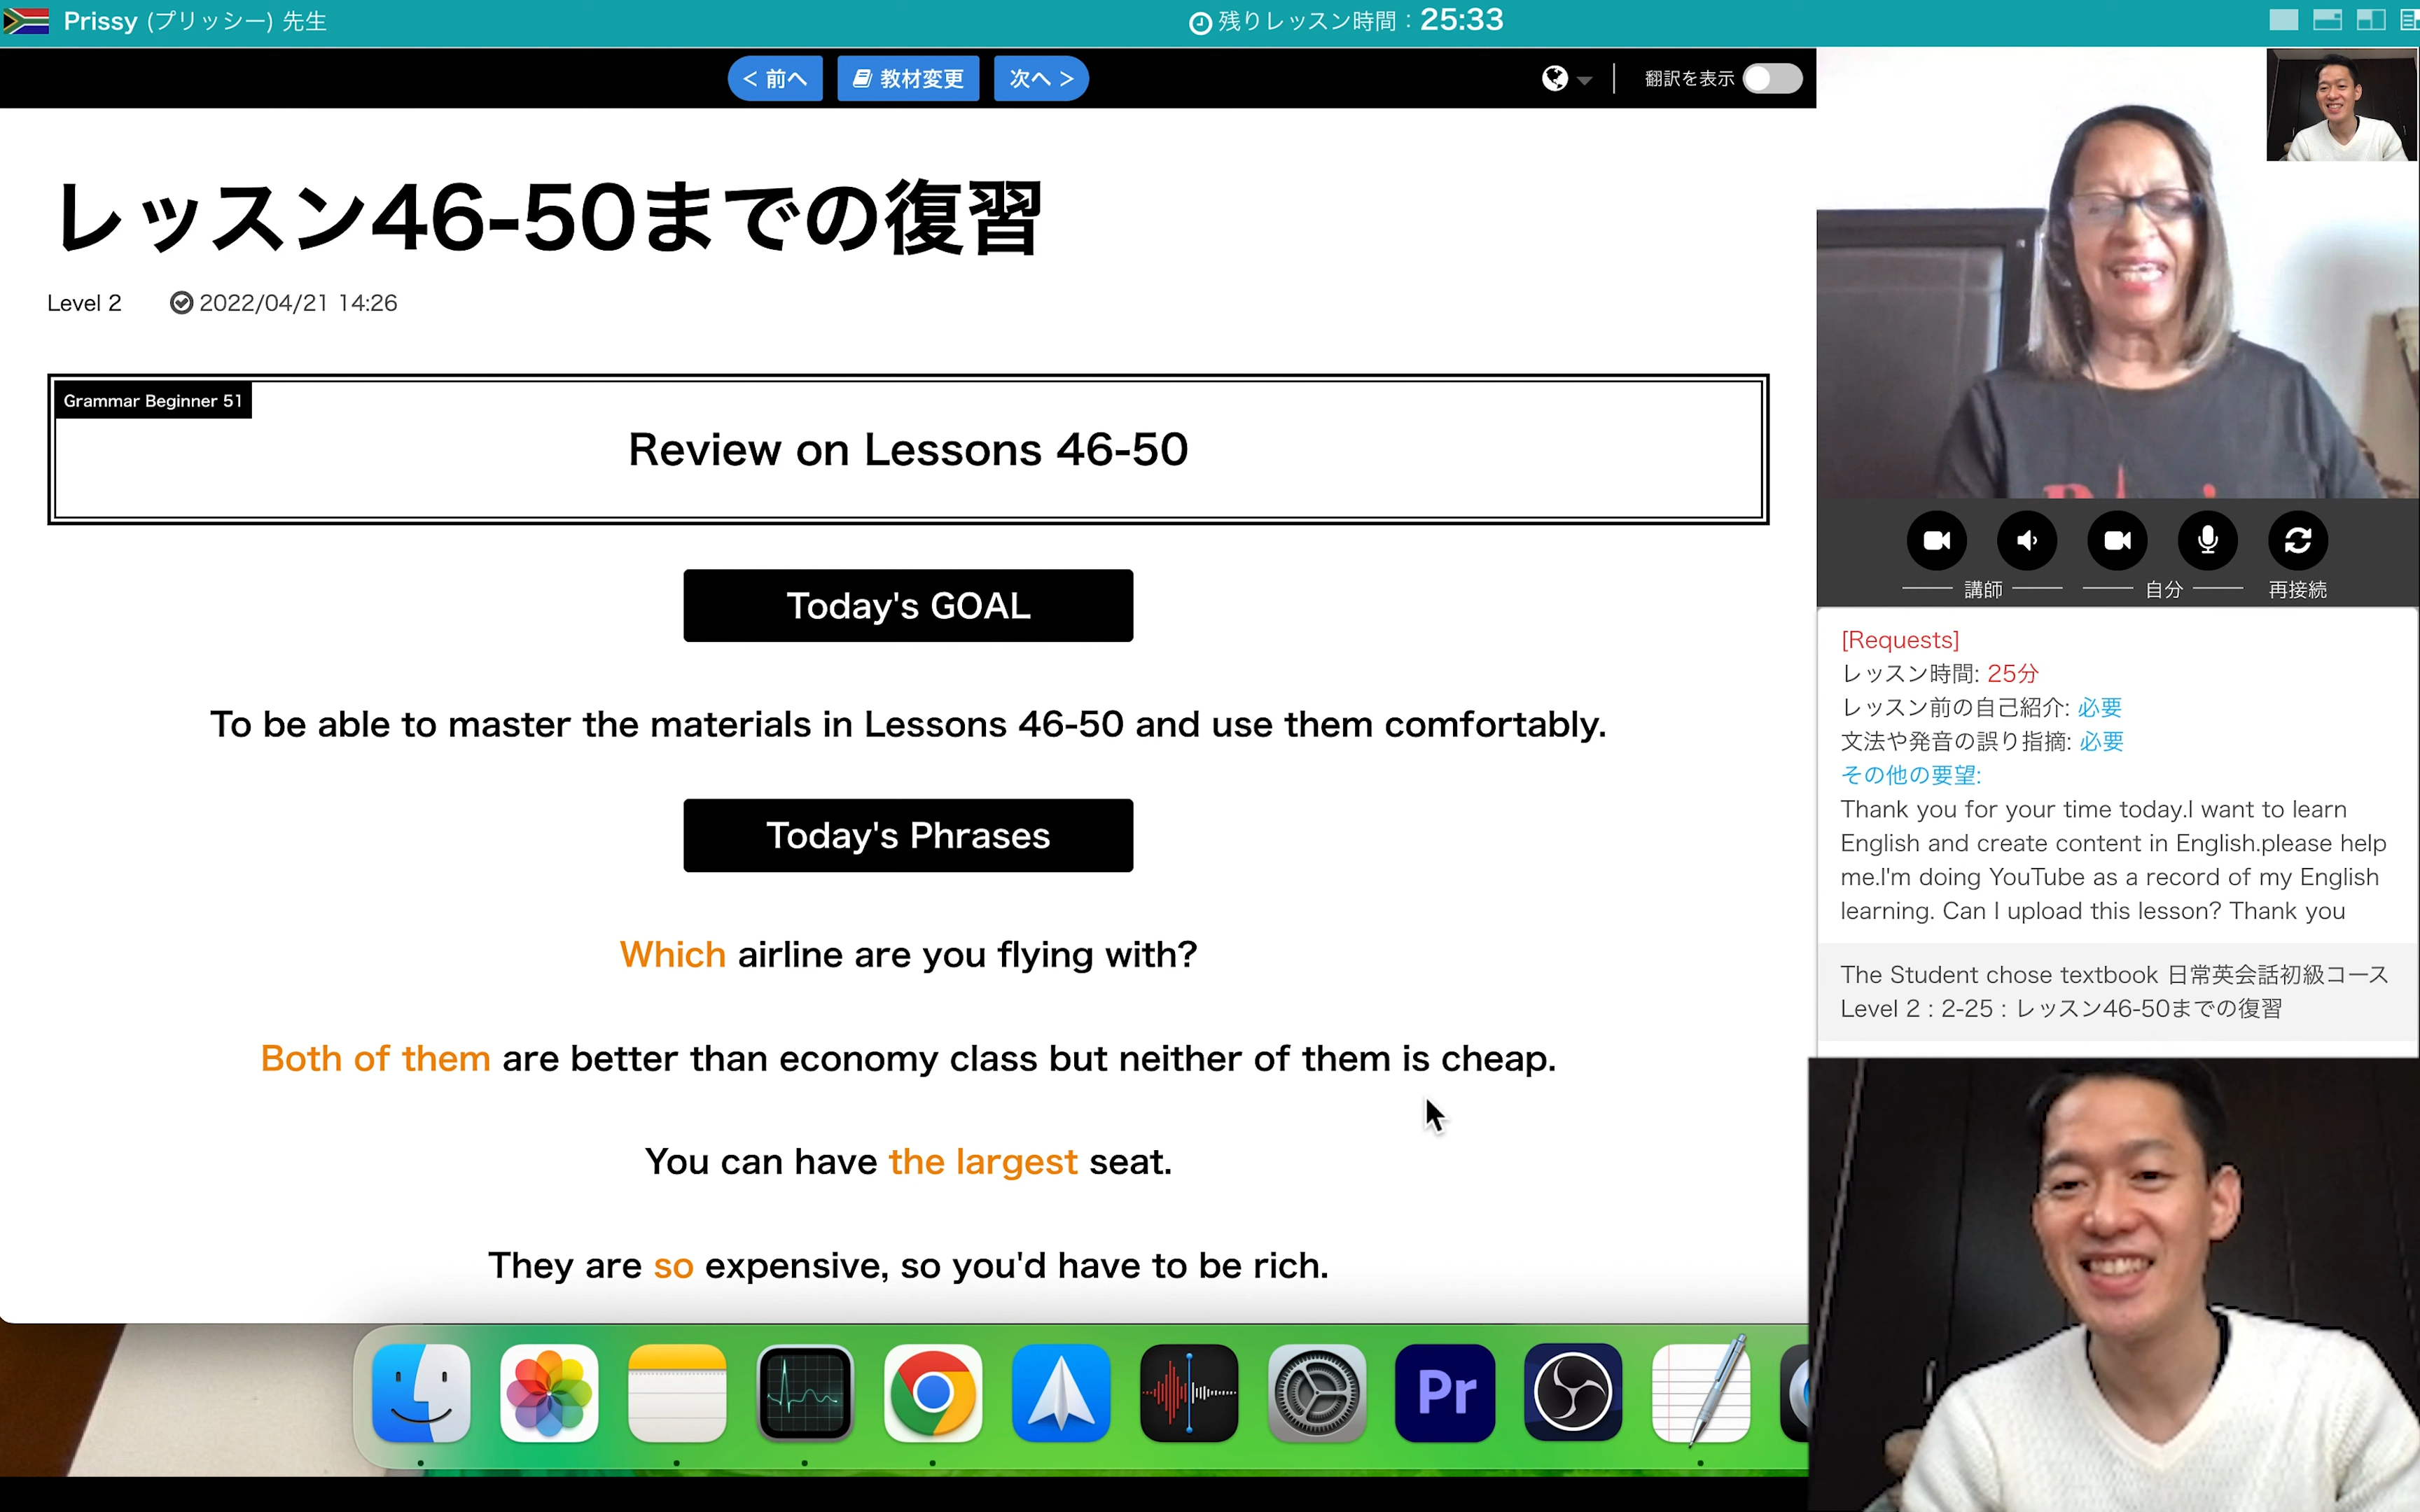 Prissy (プリッシー) 先生
残りレッスン時間：25:33
< 前へ
教材変更
次へ >
翻訳を表示
レッスン46-50までの復習
Level 2
2022/04/21 14:26
Grammar Beginner 51
Review on Lessons 46-50
Today's GOAL
To be able to master the materials in Lessons 46-50 and use them comfortably.
Today's Phrases
Which airline are you flying with?
Both of them are better than economy class but neither of them is cheap.
You can have the largest seat.
They are so expensive, so you'd have to be rich.
講師
自分
再接続
[Requests]
レッスン時間: 25分
レッスン前の自己紹介: 必要
文法や発音の誤り指摘: 必要
その他の要望:
Thank you for your time today.I want to learn
English and create content in English.please help
me.I'm doing YouTube as a record of my English
learning. Can I upload this lesson? Thank you
The Student chose textbook 日常英会話初級コース
Level 2 : 2-25 : レッスン46-50までの復習
Pr